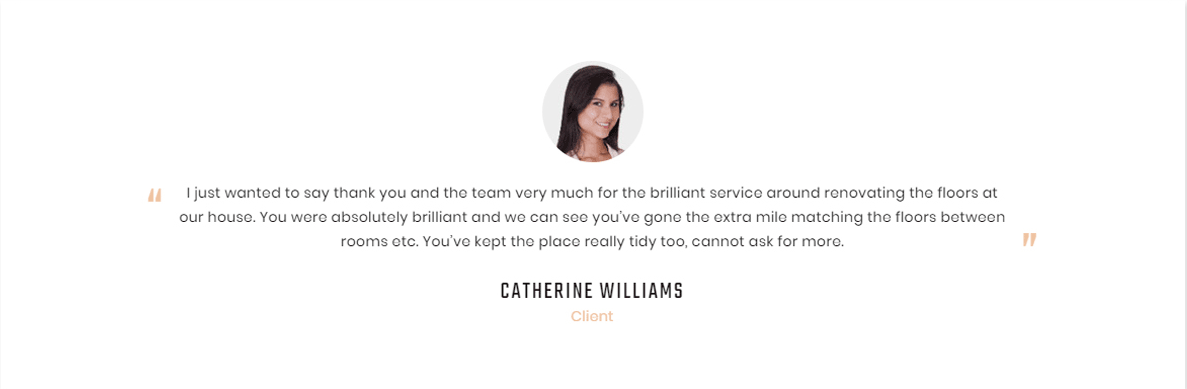 “
I just wanted to say thank you and the team very much for the brilliant service around renovating the floors at
our house. You were absolutely brilliant and we can see you’ve gone the extra mile matching the floors between
rooms etc. You’ve kept the place really tidy too, cannot ask for more.
”
CATHERINE WILLIAMS
Client